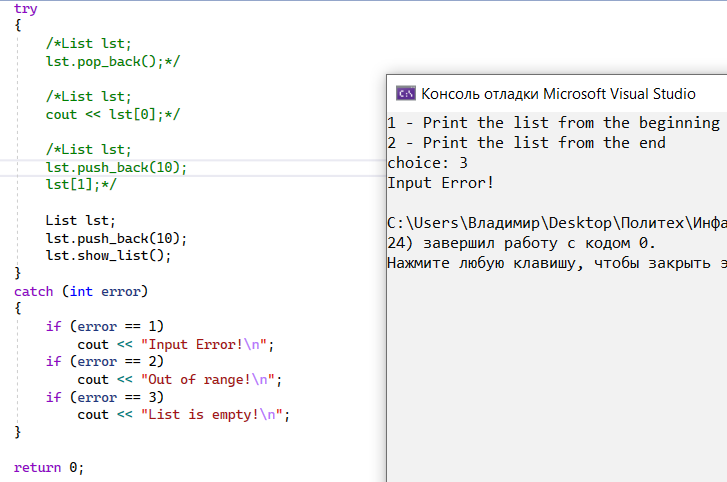 try
{
/*List lst;
lst.pop_back();*/
/*List lst;
cout << lst[0];*/
/*List lst;
lst.push_back(10);
lst[1];*/
List lst;
lst.push_back(10);
lst.show_list();
}
catch (int error)
{
if (error == 1)
cout << "Input Error!\n";
if (error == 2)
cout << "Out of range!\n";
if (error == 3)
cout << "List is empty!\n";
}
return 0;
C:\ Консоль отладки Microsoft Visual Studio
1 - Print the list from the beginning
2 - Print the list from the end
choice: 3
Input Error!
C:\Users\Владимир\Desktop\Политех\Инфа
24) завершил работу с кодом 0.
Нажмите любую клавишу, чтобы закрыть э